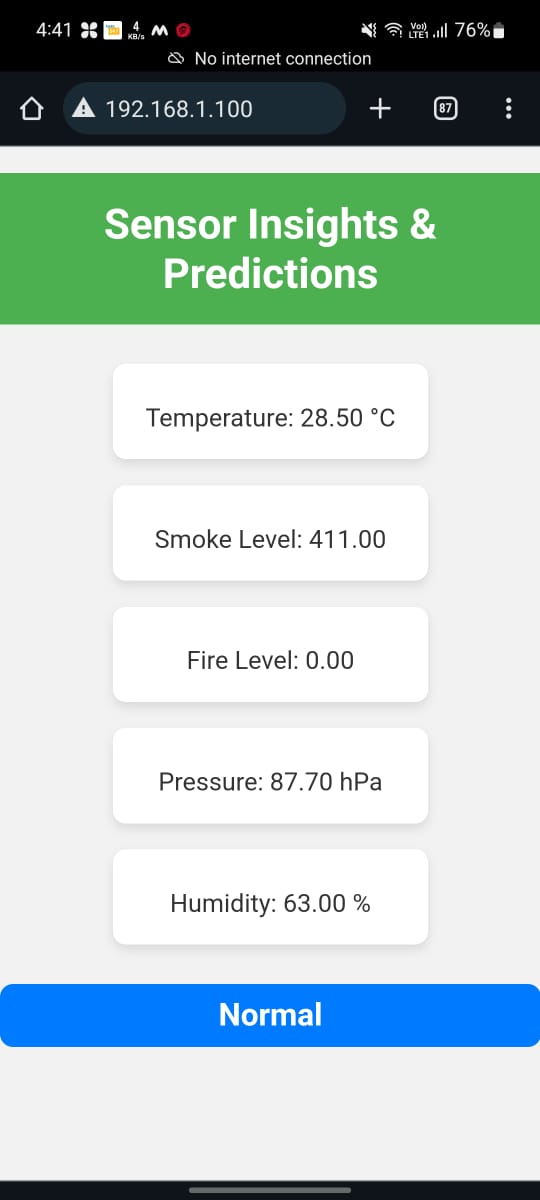 4:41 4 KB/s Vo)) LTE1 76%
No internet connection
192.168.1.100 87
Sensor Insights &
Predictions
Temperature: 28.50 °C
Smoke Level: 411.00
Fire Level: 0.00
Pressure: 87.70 hPa
Humidity: 63.00 %
Normal